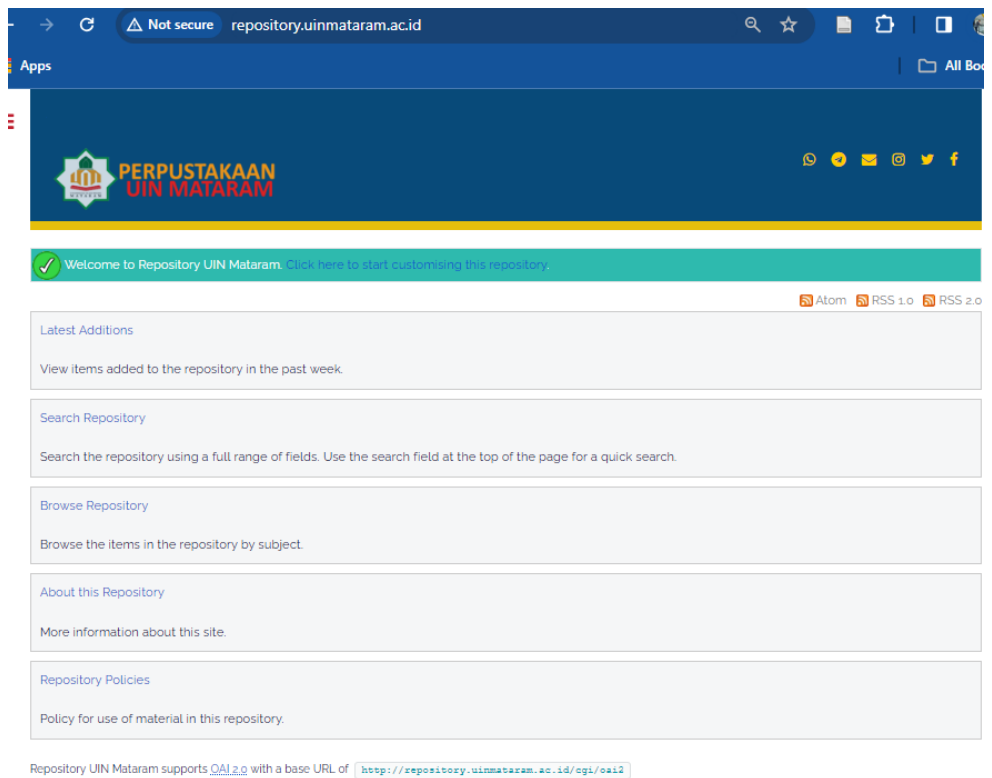 Not secure repository.uinmataram.ac.id
Apps
All Boo
MATARAM
PERPUSTAKAAN
UIN MATARAM
Welcome to Repository UIN Mataram. Click here to start customising this repository.
Atom RSS 1.0 RSS 2.0
Latest Additions
View items added to the repository in the past week.
Search Repository
Search the repository using a full range of fields. Use the search field at the top of the page for a quick search.
Browse Repository
Browse the items in the repository by subject.
About this Repository
More information about this site.
Repository Policies
Policy for use of material in this repository.
Repository UIN Mataram supports OAI 2.0 with a base URL of http://repository.uinmataram.ac.id/cgi/oai2